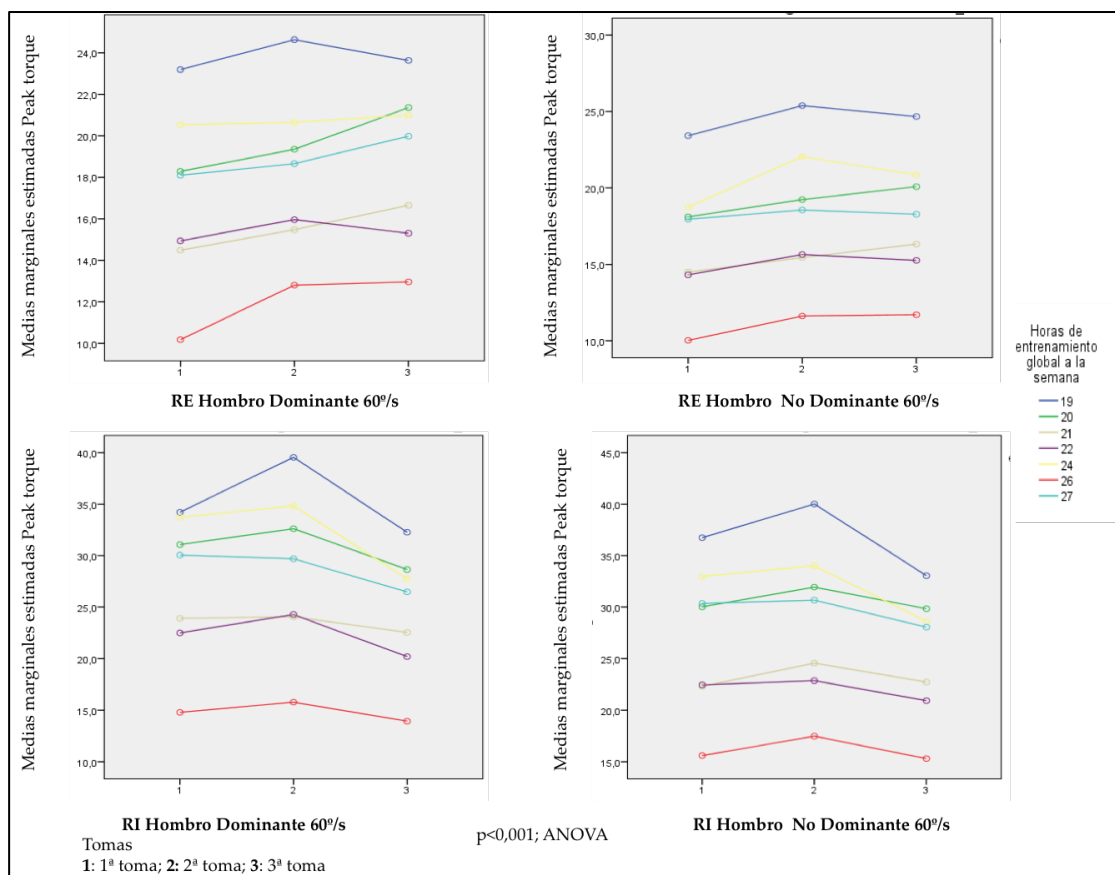 Medias marginales estimadas Peak torque
24,0
22,0
20,0
18,0
16,0
14,0
12,0
10,0
1 2 3
RE Hombro Dominante 60º/s
Medias marginales estimadas Peak torque
30,0
25,0
20,0
15,0
10,0
1 2 3
RE Hombro No Dominante 60º/s
Horas de
entrenamiento
global a la
semana
19
20
21
22
24
26
27
Medias marginales estimadas Peak torque
40,0
35,0
30,0
25,0
20,0
15,0
10,0
1 2 3
RI Hombro Dominante 60º/s
Medias marginales estimadas Peak torque
45,0
40,0
35,0
30,0
25,0
20,0
15,0
1 2 3
RI Hombro No Dominante 60º/s
p<0,001; ANOVA
Tomas
1: 1ª toma; 2: 2ª toma; 3: 3ª toma